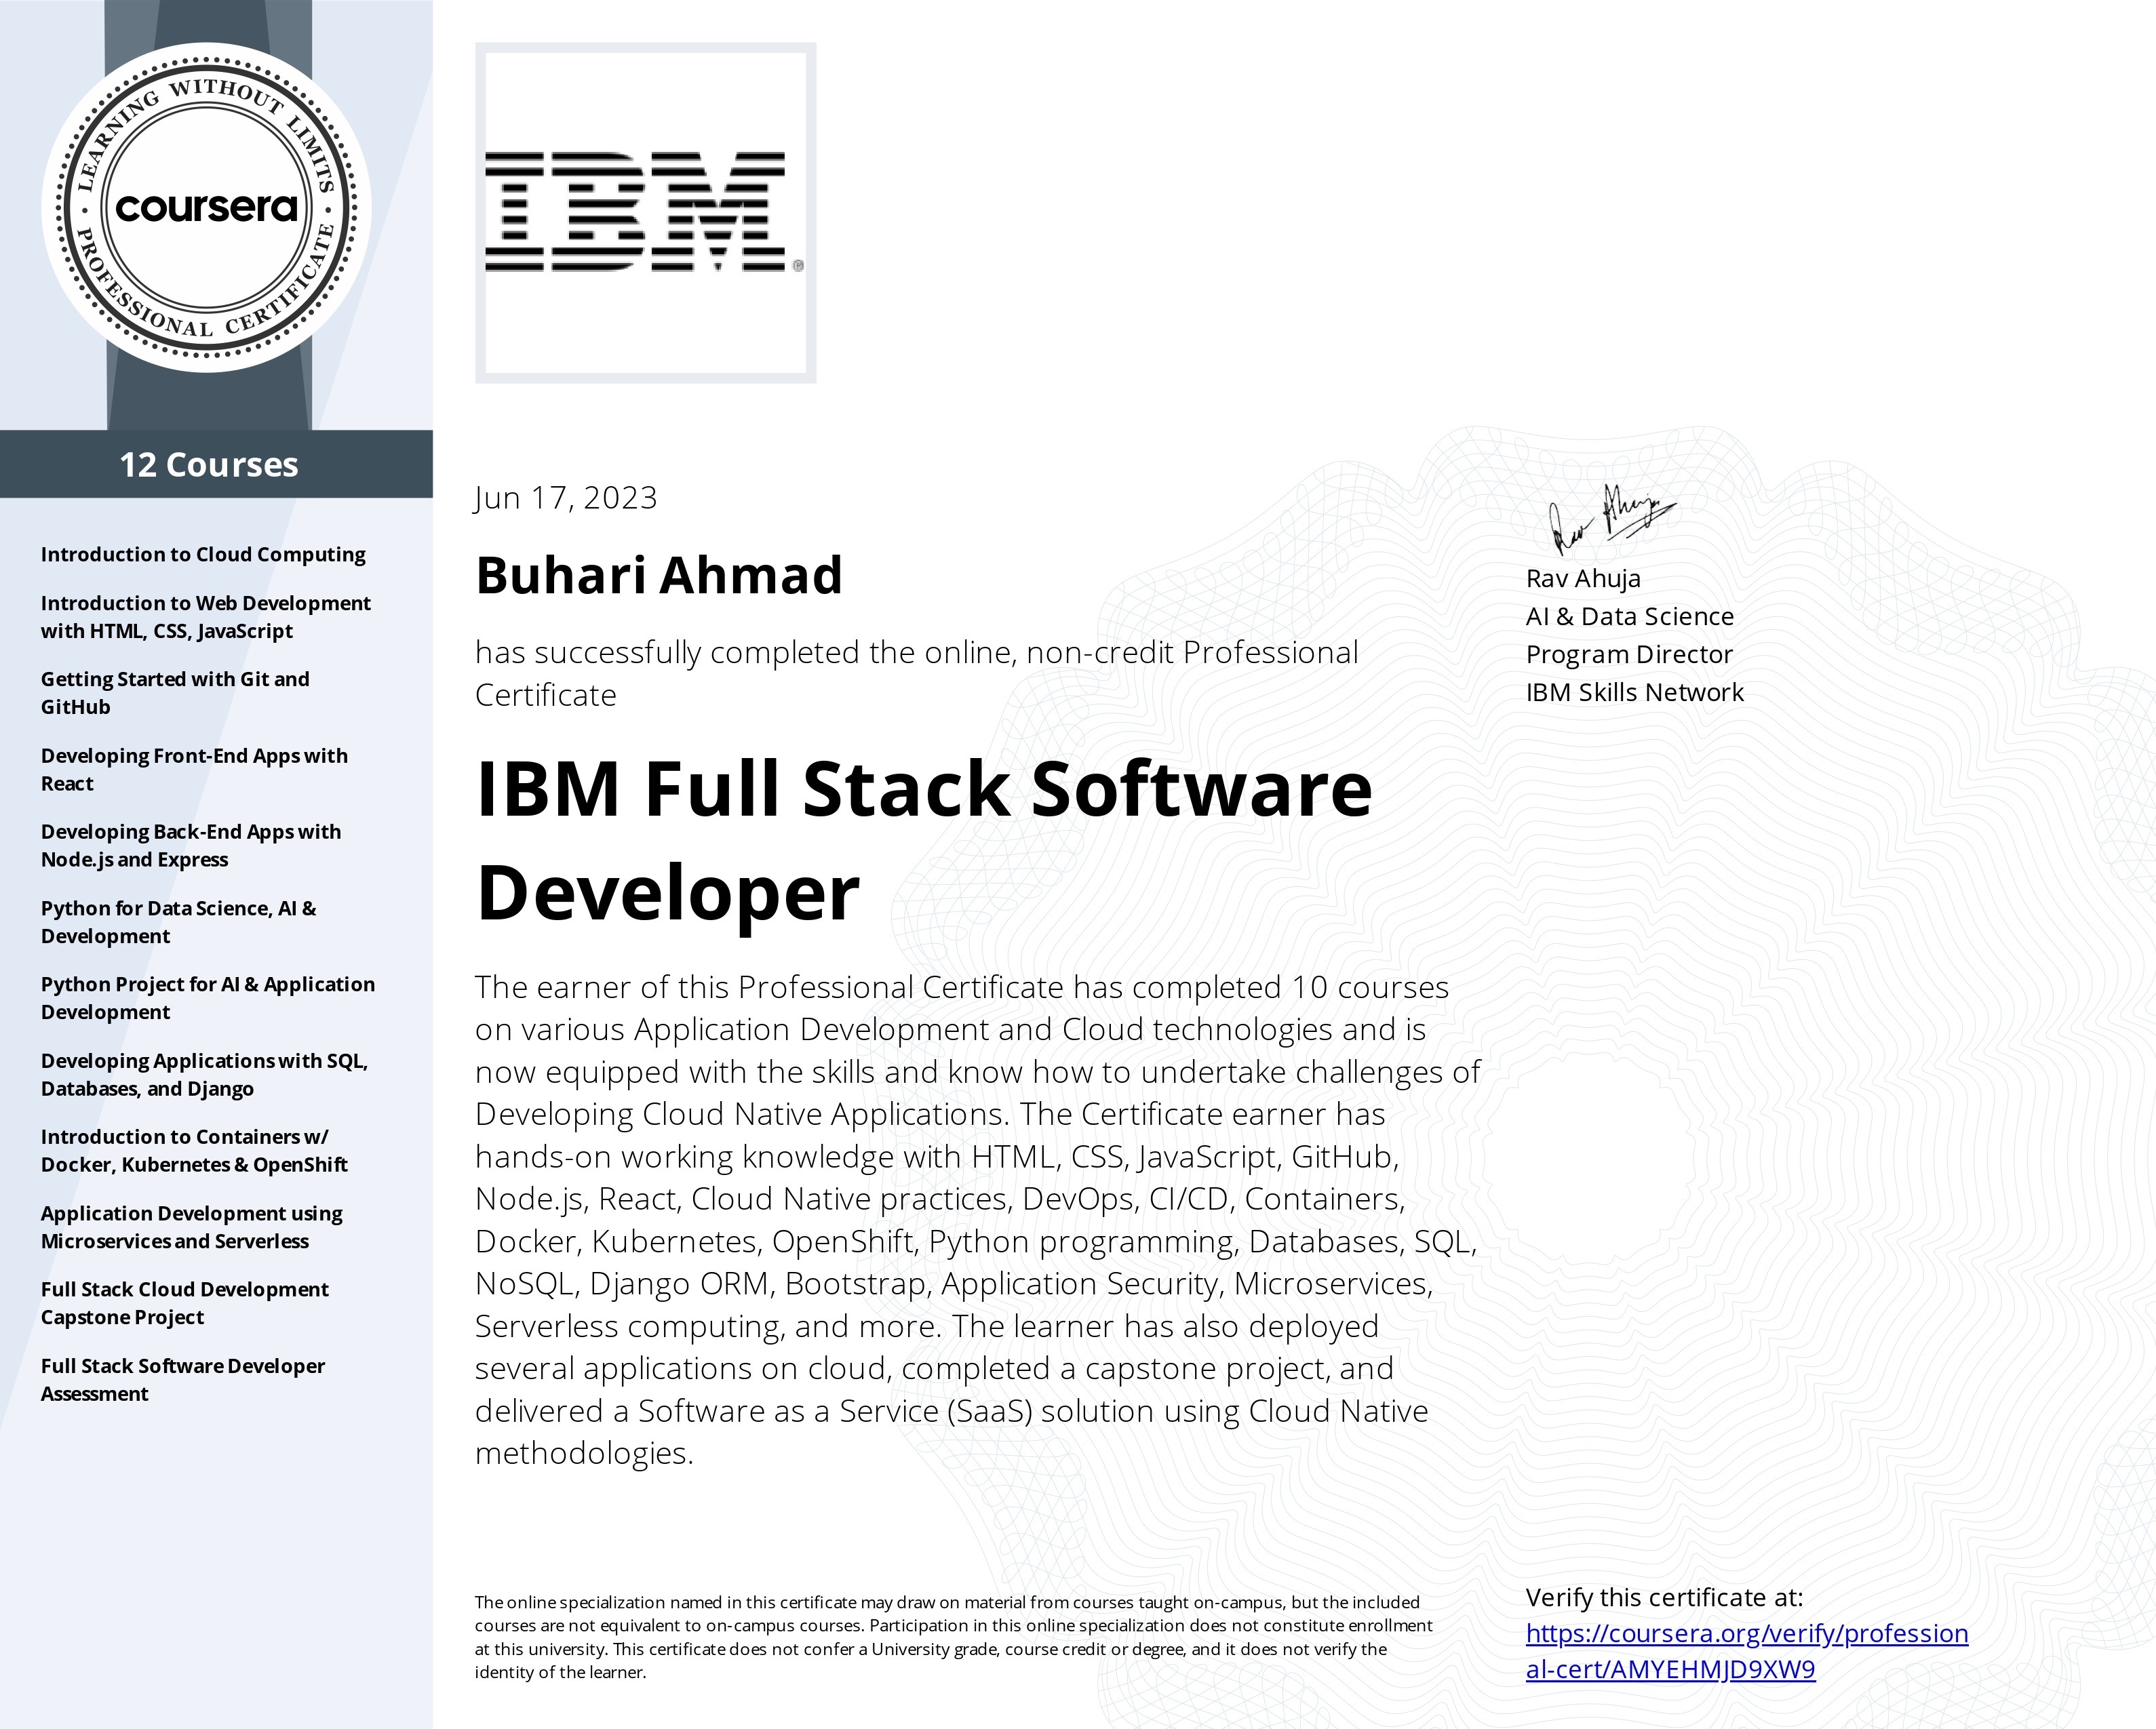 LEARNING WITHOUT LIMITS
coursera
PROFESSIONAL CERTIFICATE
12 Courses
Introduction to Cloud Computing
Introduction to Web Development
with HTML, CSS, JavaScript
Getting Started with Git and
GitHub
Developing Front-End Apps with
React
Developing Back-End Apps with
Node.js and Express
Python for Data Science, AI &
Development
Python Project for AI & Application
Development
Developing Applications with SQL,
Databases, and Django
Introduction to Containers w/
Docker, Kubernetes & OpenShift
Application Development using
Microservices and Serverless
Full Stack Cloud Development
Capstone Project
Full Stack Software Developer
Assessment
IBM®
Jun 17, 2023
Buhari Ahmad
has successfully completed the online, non-credit Professional
Certificate
IBM Full Stack Software
Developer
The earner of this Professional Certificate has completed 10 courses
on various Application Development and Cloud technologies and is
now equipped with the skills and know how to undertake challenges of
Developing Cloud Native Applications. The Certificate earner has
hands-on working knowledge with HTML, CSS, JavaScript, GitHub,
Node.js, React, Cloud Native practices, DevOps, CI/CD, Containers,
Docker, Kubernetes, OpenShift, Python programming, Databases, SQL,
NoSQL, Django ORM, Bootstrap, Application Security, Microservices,
Serverless computing, and more. The learner has also deployed
several applications on cloud, completed a capstone project, and
delivered a Software as a Service (SaaS) solution using Cloud Native
methodologies.
The online specialization named in this certificate may draw on material from courses taught on-campus, but the included
courses are not equivalent to on-campus courses. Participation in this online specialization does not constitute enrollment
at this university. This certificate does not confer a University grade, course credit or degree, and it does not verify the
identity of the learner.
Rav Ahuja
Rav Ahuja
AI & Data Science
Program Director
IBM Skills Network
Verify this certificate at:
https://coursera.org/verify/profession
al-cert/AMYEHMJD9XW9